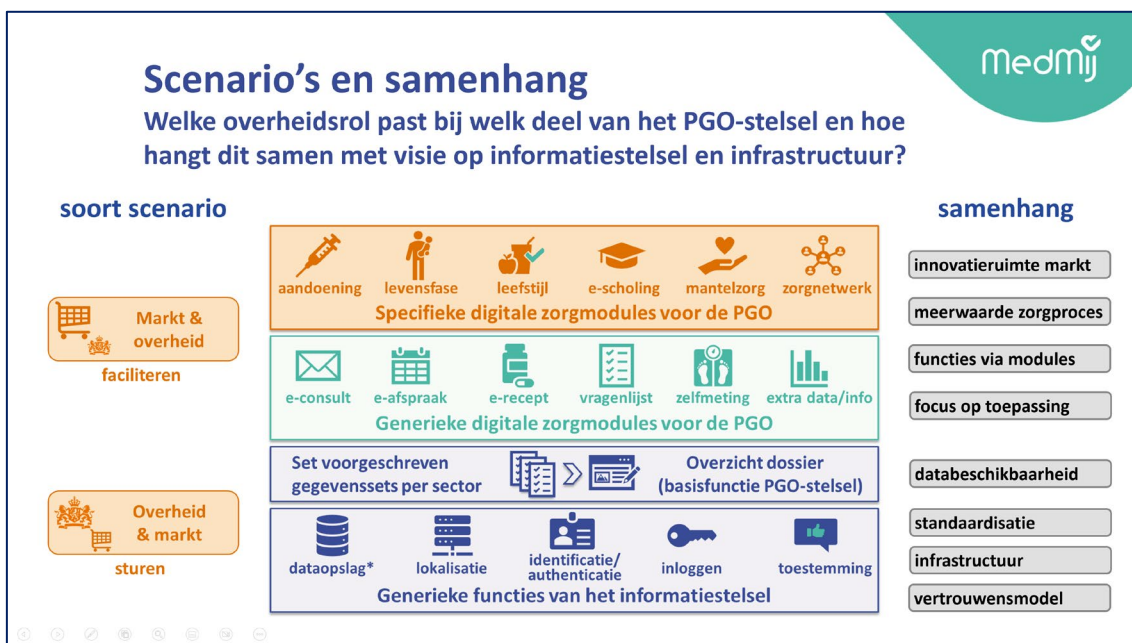 MedMij
Scenario's en samenhang
Welke overheidsrol past bij welk deel van het PGO-stelsel en hoe
hangt dit samen met visie op informatiestelsel en infrastructuur?
soort scenario
Markt &
overheid
faciliteren
Overheid
& markt
sturen
aandoening levensfase leefstijl e-scholing mantelzorg zorgnetwerk
Specifieke digitale zorgmodules voor de PGO
e-consult e-afspraak e-recept vragenlijst zelfmeting extra data/info
Generieke digitale zorgmodules voor de PGO
Set voorgeschreven
gegevenssets per sector
Overzicht dossier
(basisfunctie PGO-stelsel)
dataopslag* lokalisatie identificatie/
authenticatie inloggen toestemming
Generieke functies van het informatiestelsel
samenhang
innovatieruimte markt
meerwaarde zorgproces
functies via modules
focus op toepassing
databeschikbaarheid
standaardisatie
infrastructuur
vertrouwensmodel